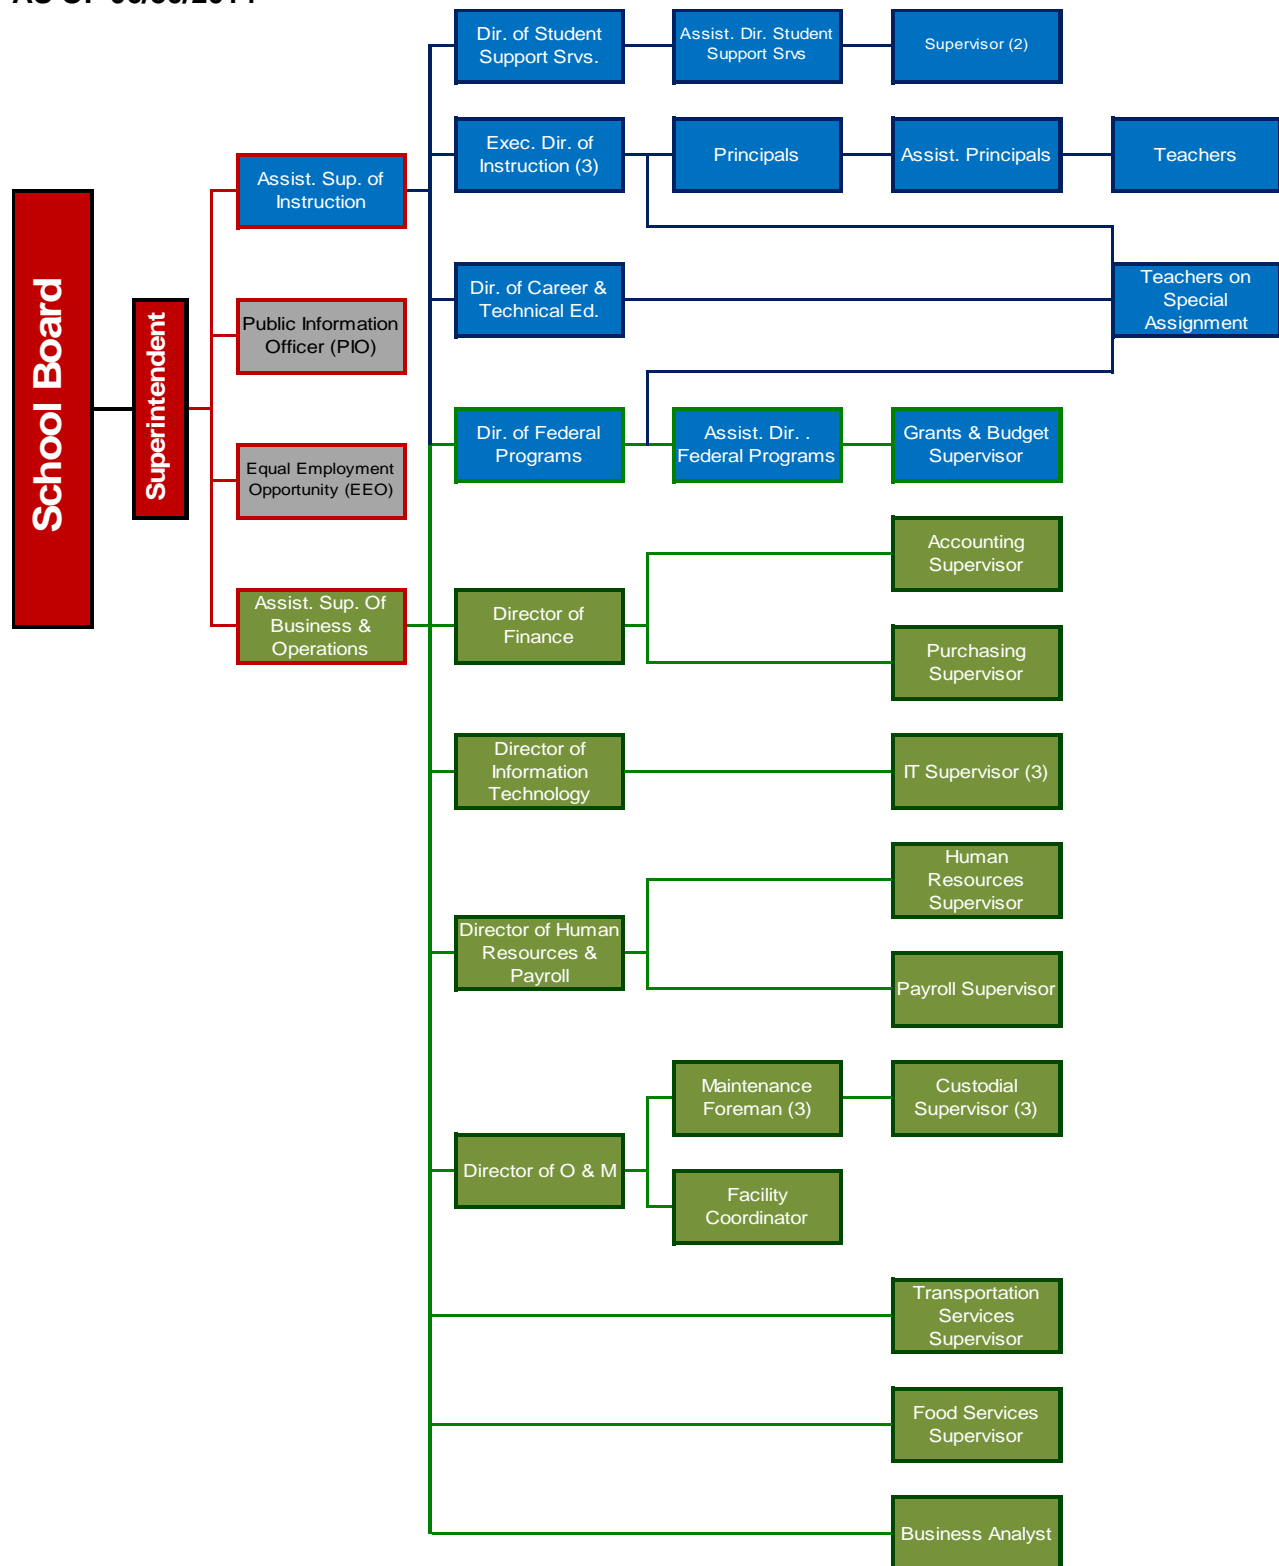 School Board
Superintendent
Assist. Sup. of
Instruction
Public Information
Officer (PIO)
Equal Employment
Opportunity (EEO)
Assist. Sup. Of
Business &
Operations
Dir. of Student
Support Srvs.
Assist. Dir. Student
Support Srvs
Supervisor (2)
Exec. Dir. of
Instruction (3)
Principals
Assist. Principals
Teachers
Dir. of Career &
Technical Ed.
Teachers on
Special
Assignment
Dir. of Federal
Programs
Assist. Dir. .
Federal Programs
Grants & Budget
Supervisor
Director of
Finance
Accounting
Supervisor
Purchasing
Supervisor
Director of
Information
Technology
IT Supervisor (3)
Director of Human
Resources &
Payroll
Human
Resources
Supervisor
Payroll Supervisor
Director of O & M
Maintenance
Foreman (3)
Custodial
Supervisor (3)
Facility
Coordinator
Transportation
Services
Supervisor
Food Services
Supervisor
Business Analyst